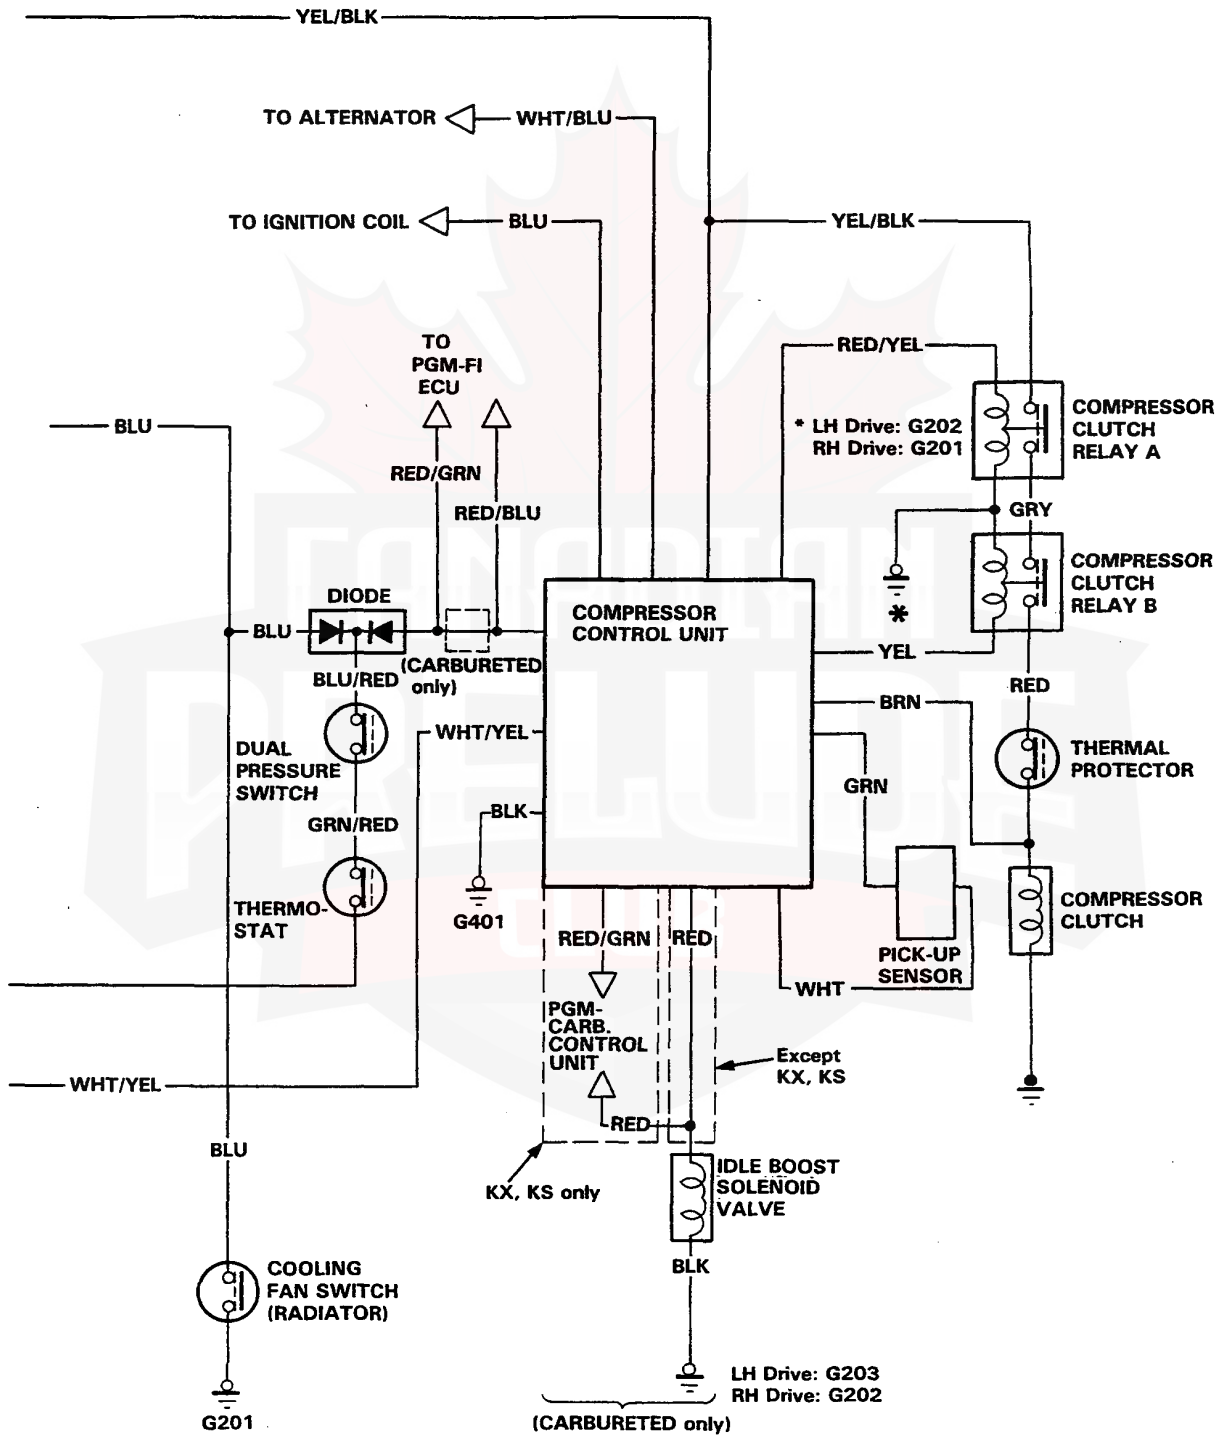 YEL/BLK
TO ALTERNATOR
WHT/BLU
TO IGNITION COIL
BLU
YEL/BLK
TO
PGM-FI
ECU
RED/YEL
BLU
* LH Drive: G202
RH Drive: G201
COMPRESSOR
CLUTCH
RELAY A
RED/GRN
RED/BLU
GRY
CANADIAN
PRELUDE
CLUB
COMPRESSOR
CLUTCH
RELAY B
DIODE
*
COMPRESSOR
CONTROL UNIT
BLU
(CARBURETED
only)
YEL
BLU/RED
RED
BRN
WHT/YEL
DUAL
PRESSURE
SWITCH
THERMAL
PROTECTOR
GRN
BLK
GRN/RED
G401
THERMO-
STAT
COMPRESSOR
CLUTCH
RED/GRN
RED
PICK-UP
SENSOR
WHT
PGM-
CARB.
CONTROL
UNIT
Except
KX, KS
WHT/YEL
RED
BLU
KX, KS only
IDLE BOOST
SOLENOID
VALVE
BLK
COOLING
FAN SWITCH
(RADIATOR)
LH Drive: G203
RH Drive: G202
G201
(CARBURETED only)